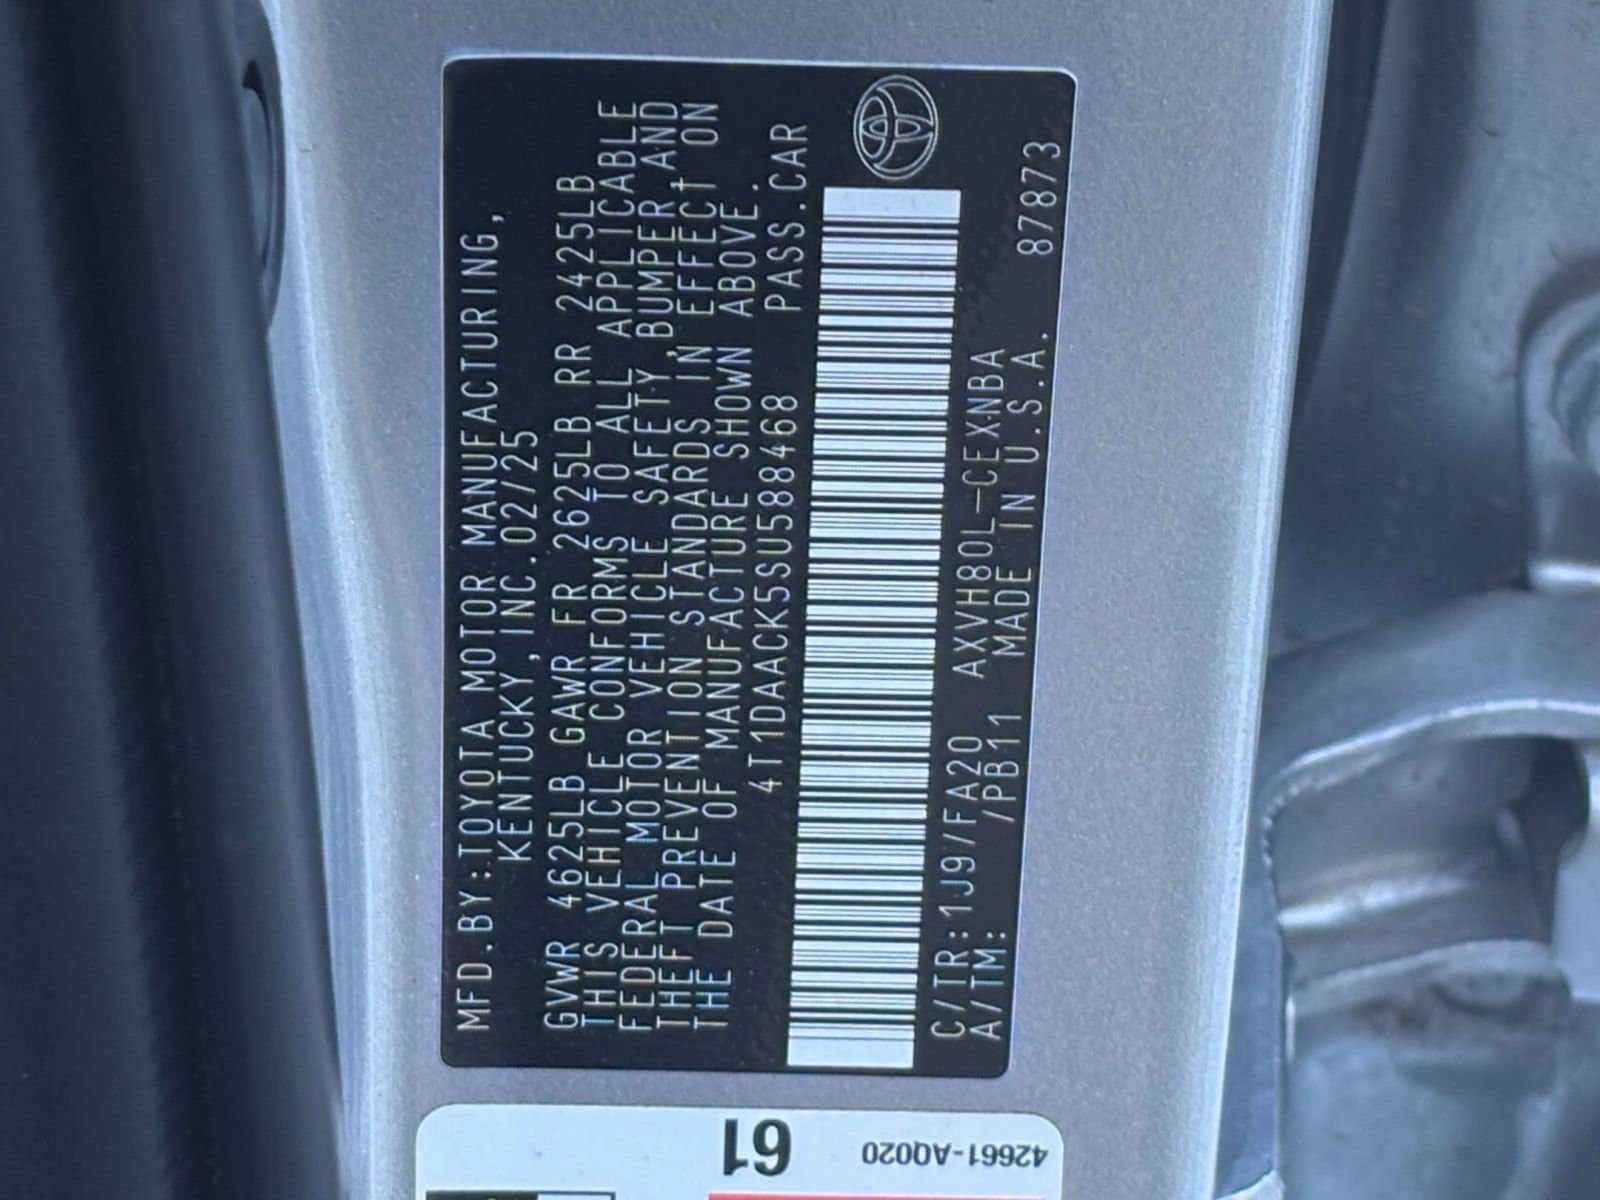 MFD.BY:TOYOTA MOTOR MANUFACTURING,
KENTUCKY,INC.02/25
GVWR 4625LB GAWR FR 2625LB RR 2425LB
THIS VEHICLE CONFORMS TO ALL APPLICABLE
FEDERAL MOTOR VEHICLE SAFETY,BUMPER,AND
THEFT PREVENTION STANDARDS IN EFFECT ON
THE DATE OF MANUFACTURE SHOWN ABOVE.
4T1DAACK5SU588468 PASS.CAR
C/TR:1J9/FA20 AXVH80L-CEXNBA
A/TM: /PB11 MADE IN U.S.A. 87873
61
42661-AQ020